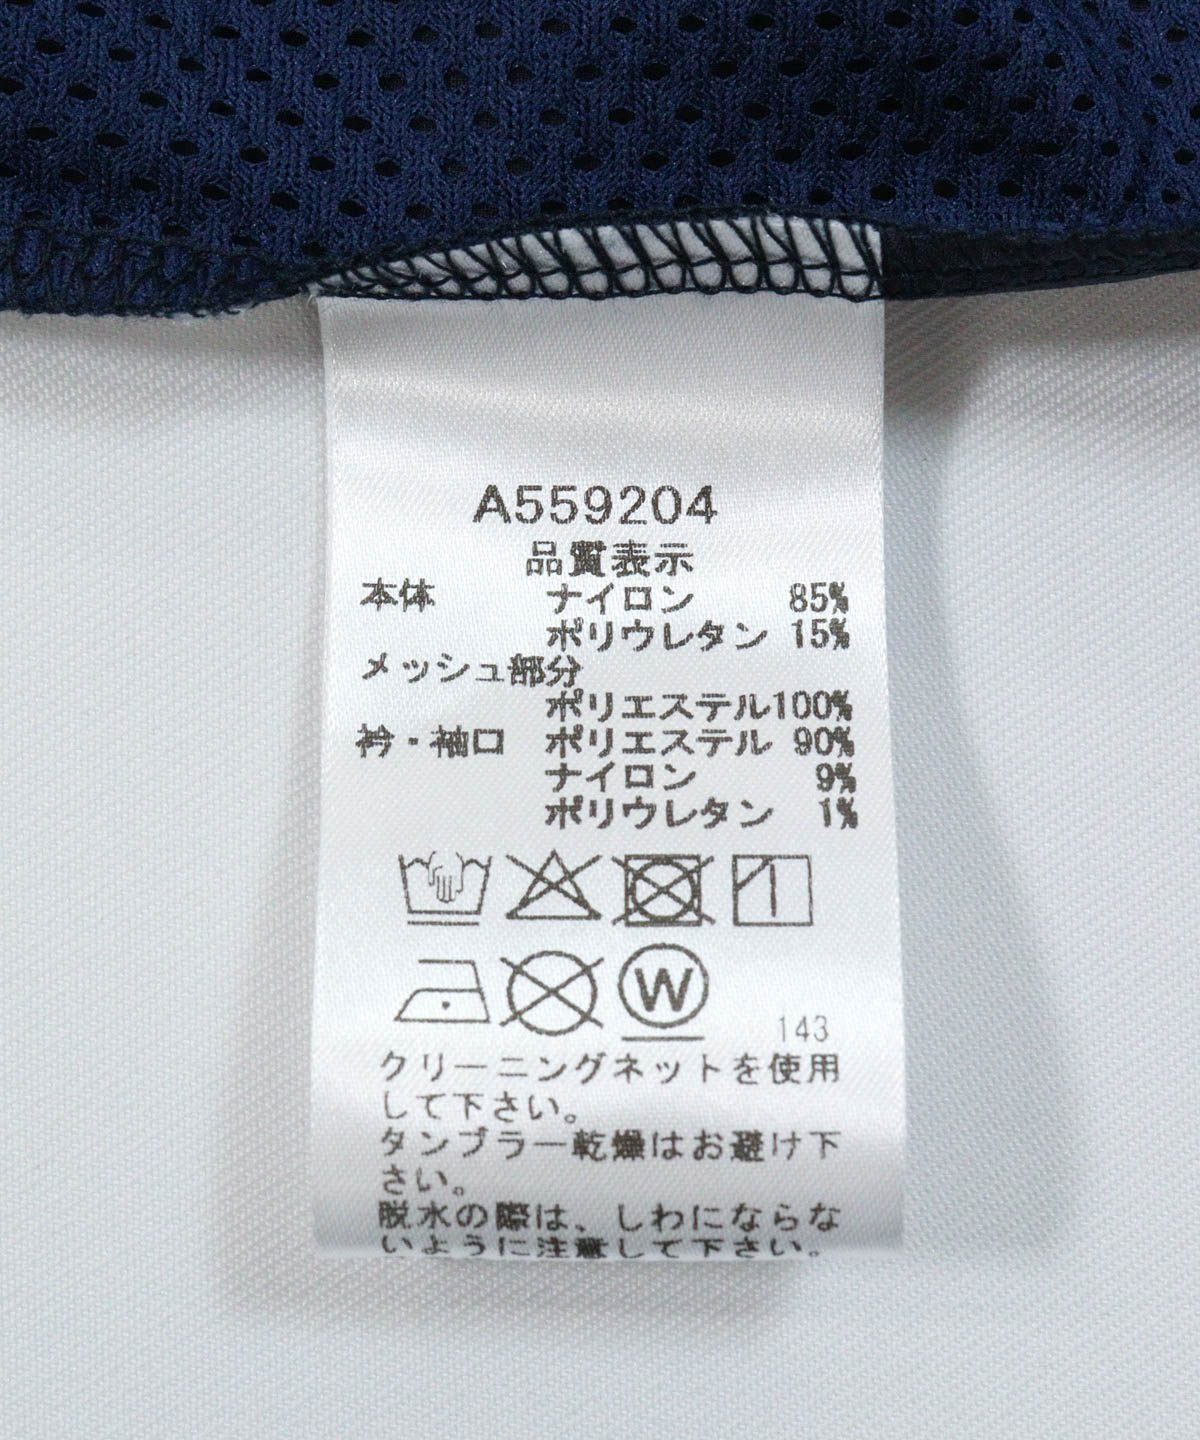 A559204
品質表示
本体 ナイロン 85%
ポリウレタン 15%
メッシュ部分
ポリエステル100%
衿・袖口 ポリエステル 90%
ナイロン 9%
ポリウレタン 1%
W
143
クリーニングネットを使用
して下さい。
タンブラー乾燥はお避け下
さい。
脱水の際は、しわにならな
いように注意して下さい。